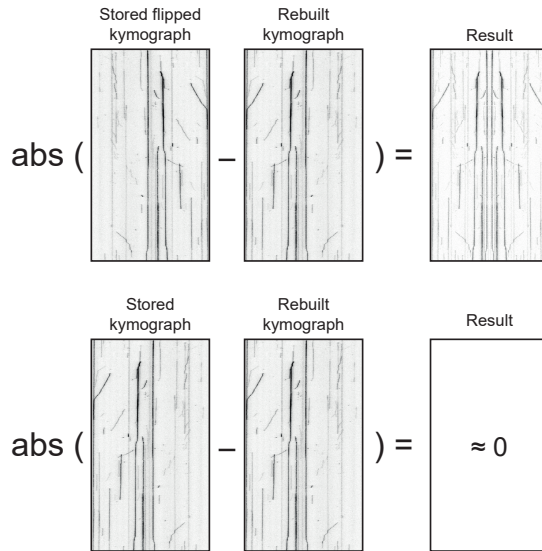 Stored flipped
kymograph
Rebuilt
kymograph
Result
abs ( – ) =
Stored
kymograph
Rebuilt
kymograph
Result
abs ( – ) = ≈ 0